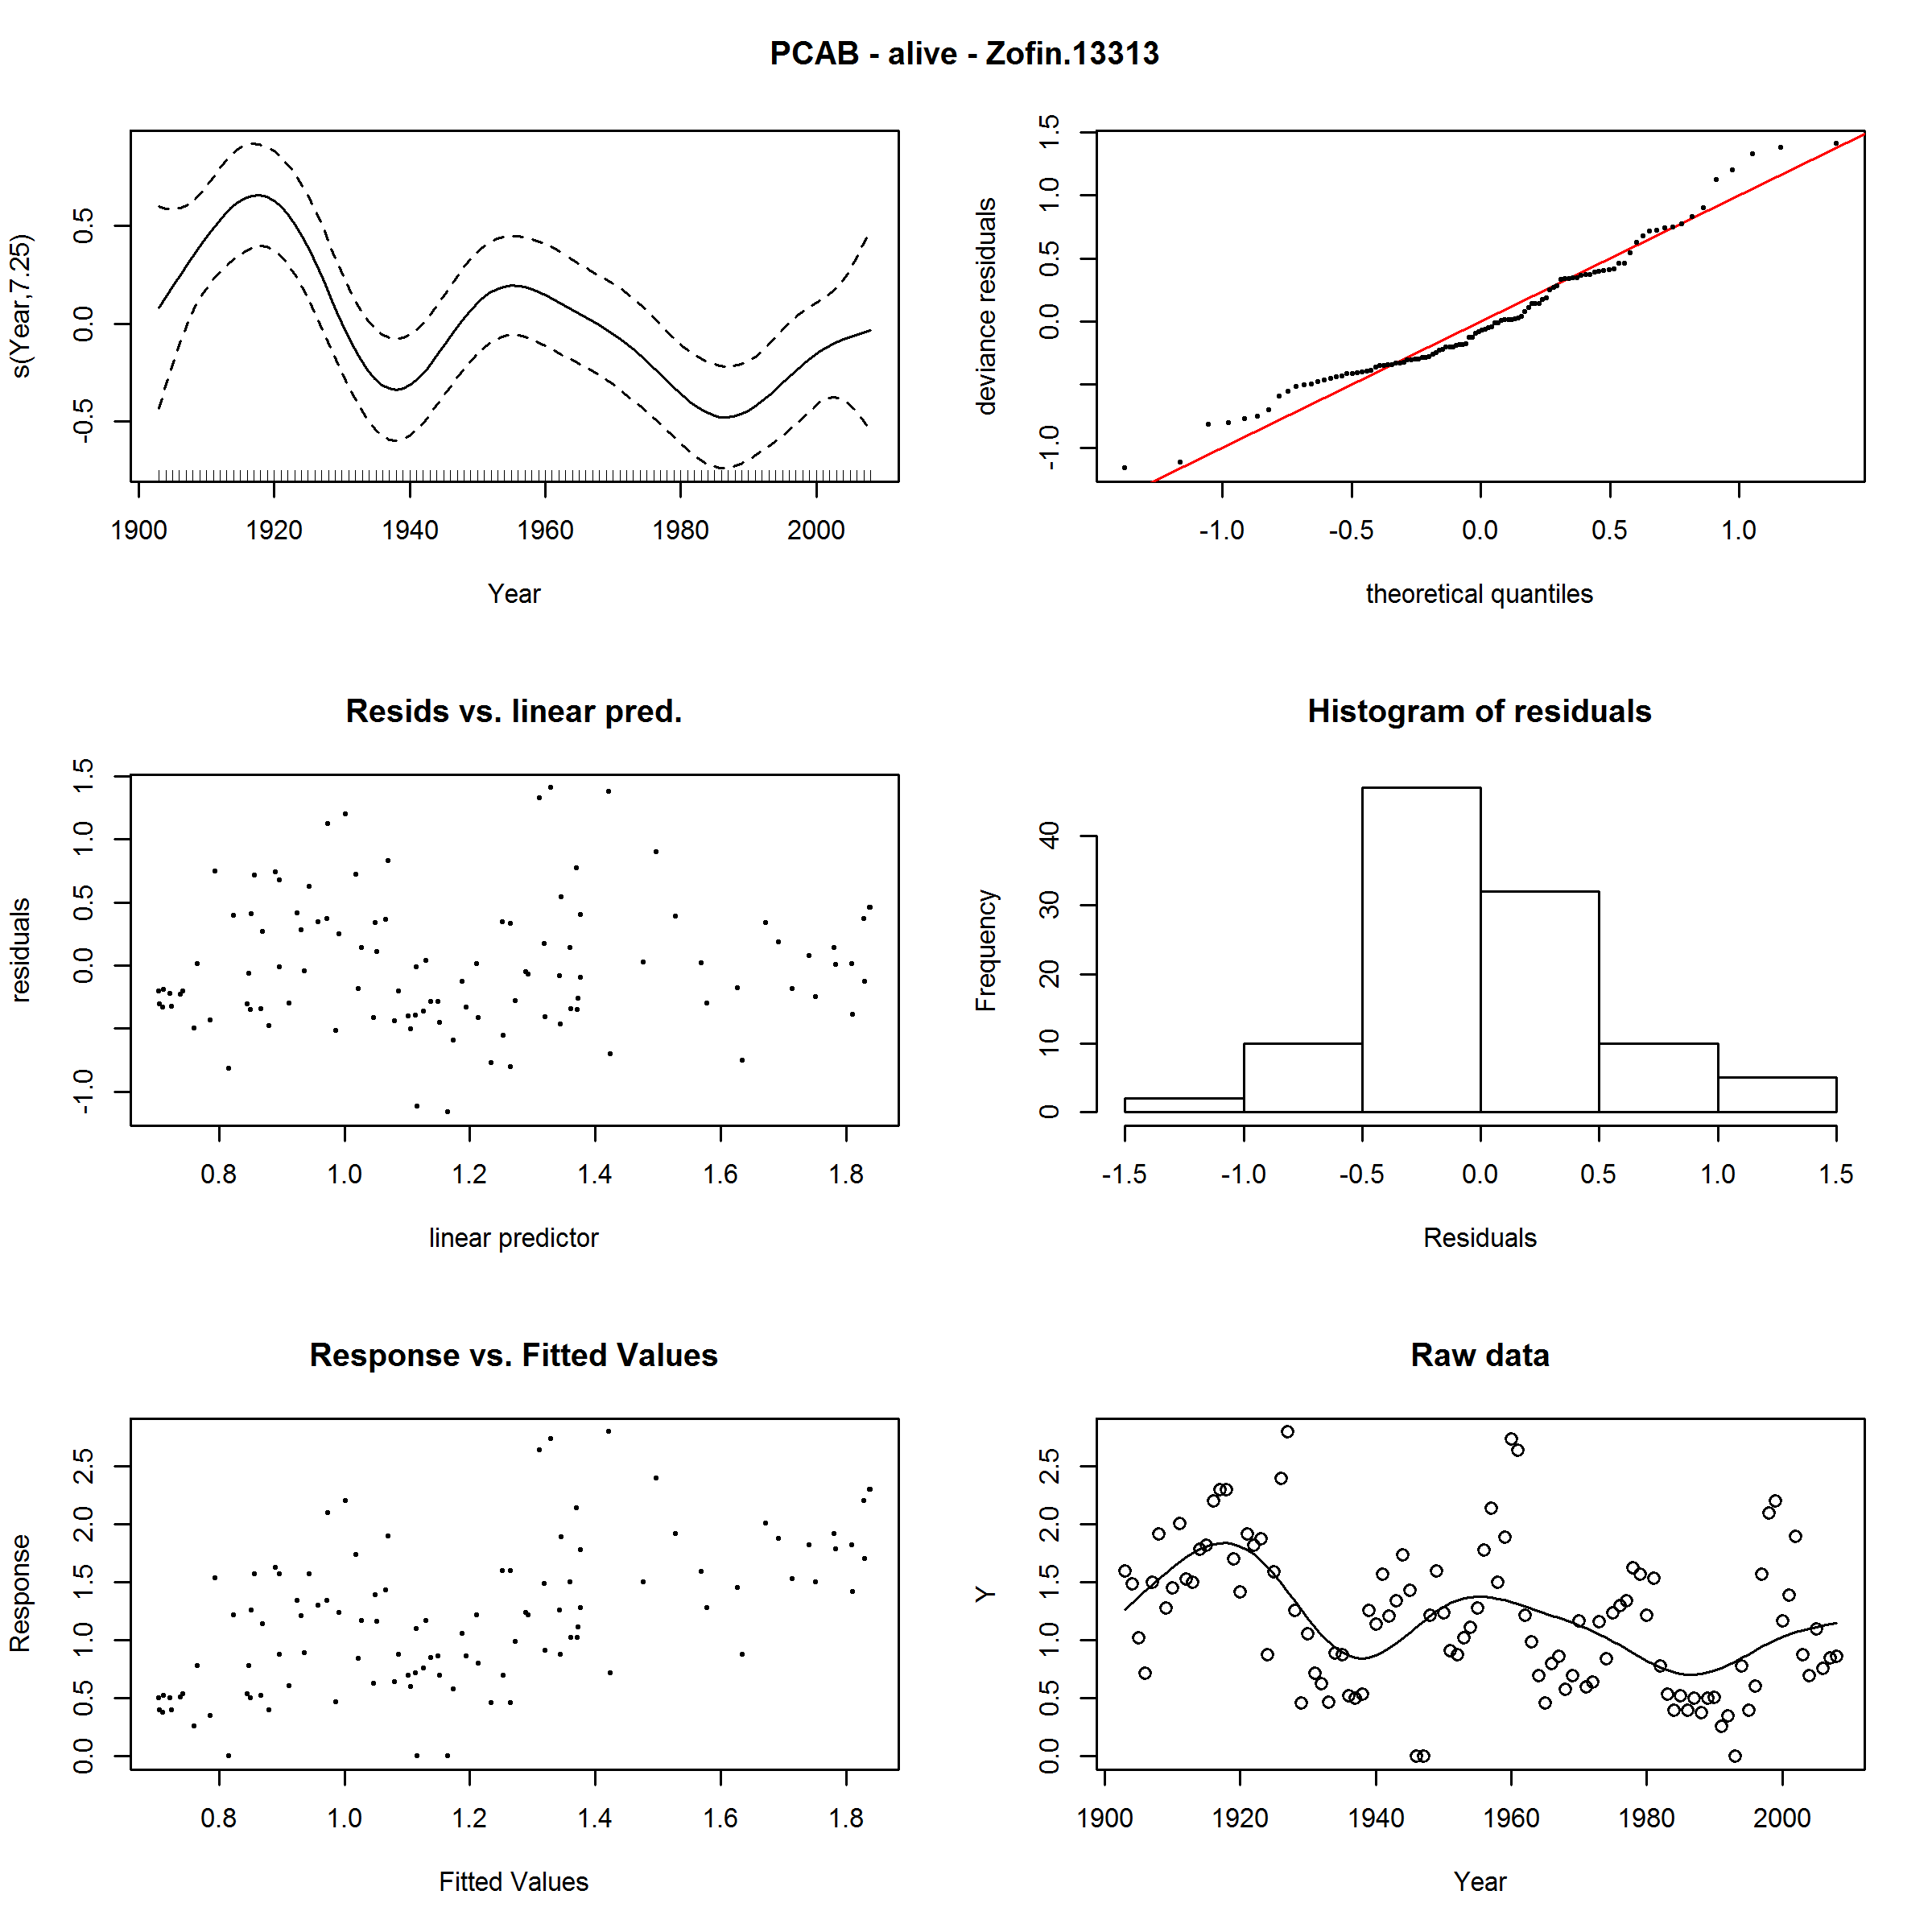 PCAB - alive - Zofin.13313
s(Year,7.25)
-0.5 0.0 0.5
1900 1920 1940 1960 1980 2000
Year
deviance residuals
-1.0 0.0 0.5 1.0 1.5
-1.0 -0.5 0.0 0.5 1.0
theoretical quantiles
Resids vs. linear pred.
residuals
-1.0 0.0 0.5 1.0 1.5
0.8 1.0 1.2 1.4 1.6 1.8
linear predictor
Histogram of residuals
Frequency
0 10 20 30 40
-1.5 -1.0 -0.5 0.0 0.5 1.0 1.5
Residuals
Response vs. Fitted Values
Response
0.0 0.5 1.0 1.5 2.0 2.5
0.8 1.0 1.2 1.4 1.6 1.8
Fitted Values
Raw data
Y
0.0 0.5 1.0 1.5 2.0 2.5
1900 1920 1940 1960 1980 2000
Year